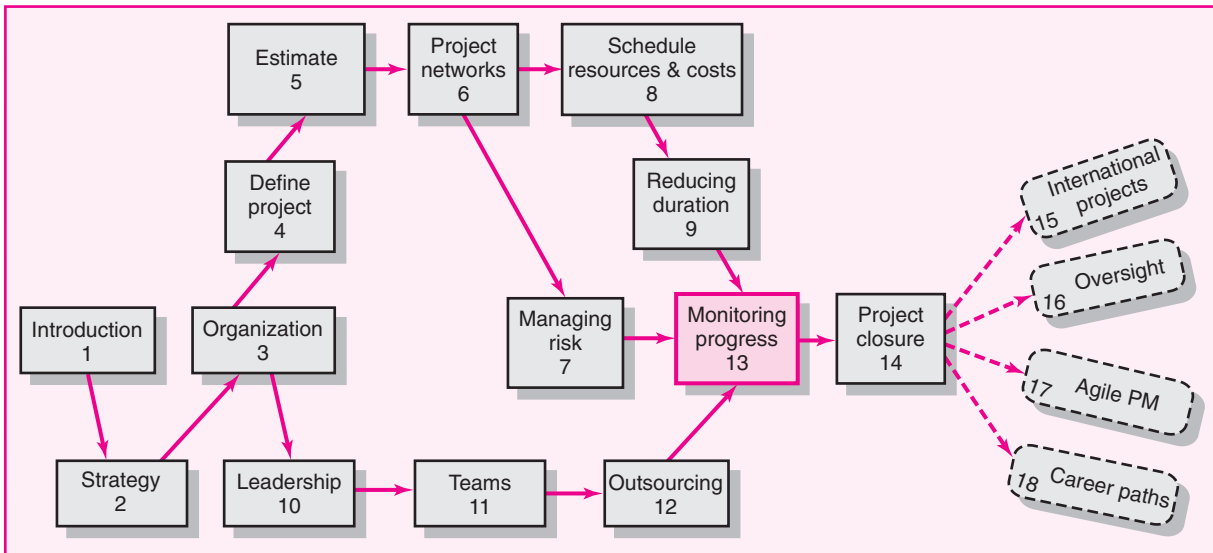 Estimate
5
Project
networks
6
Schedule
resources & costs
8
Define
project
4
Reducing
duration
9
International
projects
15
Oversight
16
Introduction
1
Organization
3
Managing
risk
7
Monitoring
progress
13
Project
closure
14
Agile PM
17
Strategy
2
Leadership
10
Teams
11
Outsourcing
12
Career paths
18